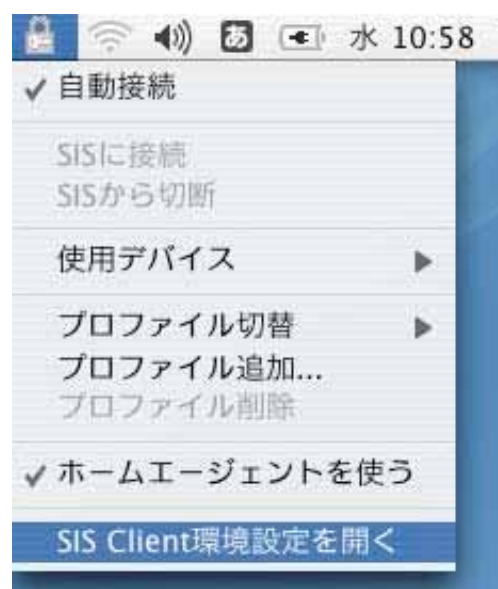 あ 水 10:58
自動接続
SISに接続
SISから切断
使用デバイス
プロファイル切替
プロファイル追加...
プロファイル削除
ホームエージェントを使う
SIS Client環境設定を開く